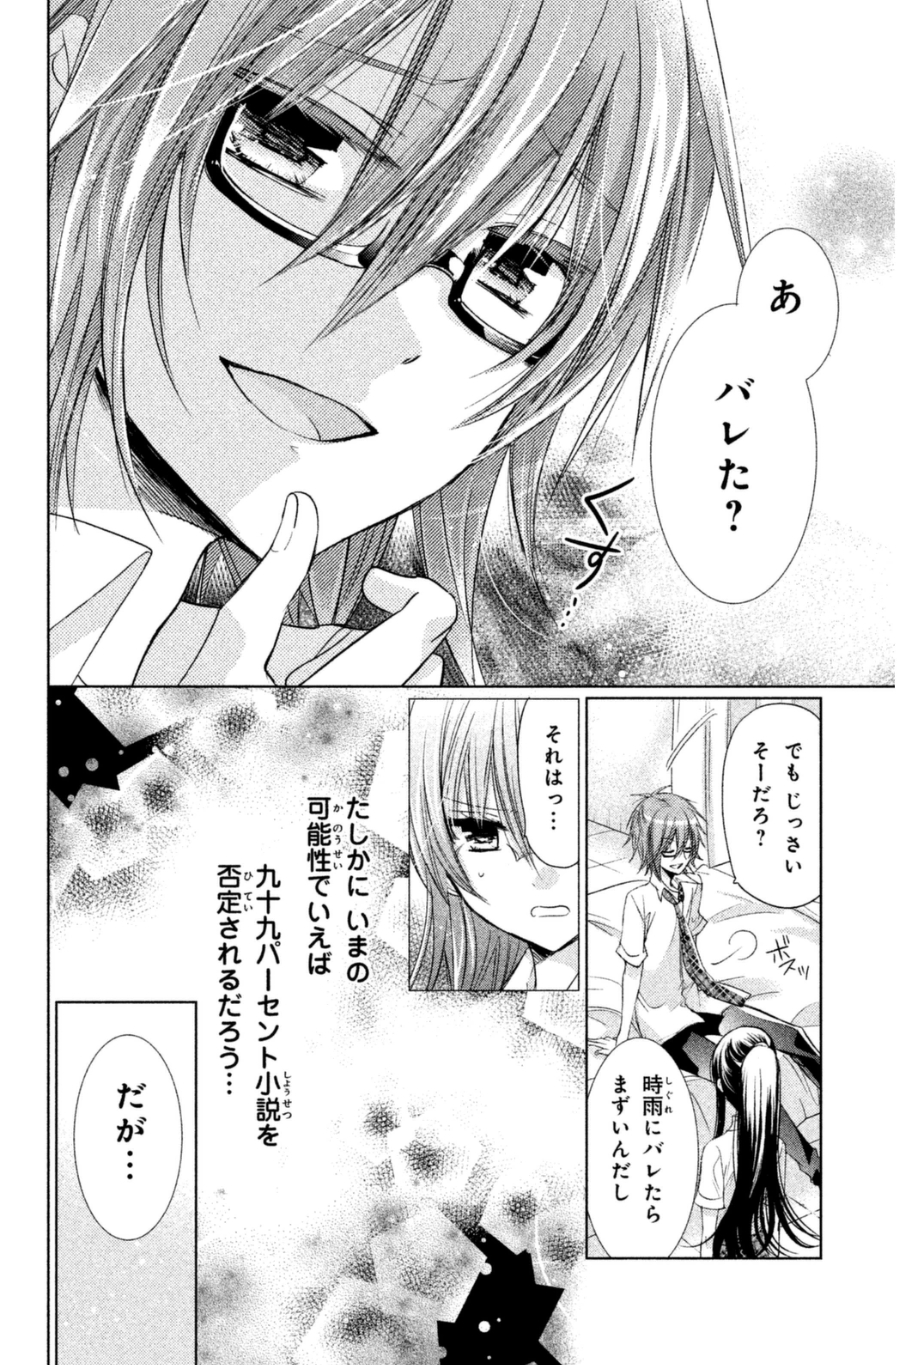 あ
バレた?
くす…
でもじっさい
そーだろ?
ボスッ
時雨にバレたら
まずいんだし
それはっ…
たしかに いまの
可能性でいえば
九十九パーセント小説を
否定されるだろう…
だが…